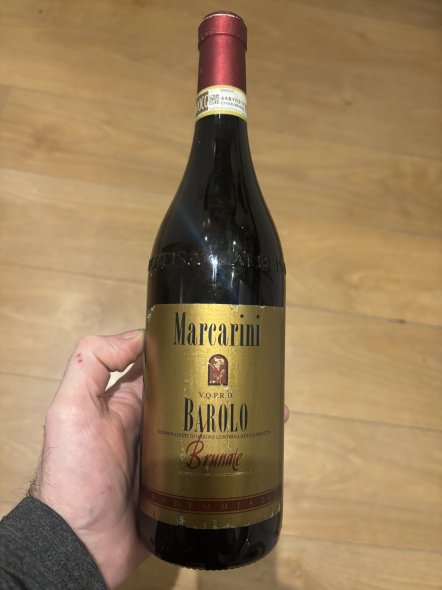 Marcarini
V.Q.P.R.D.
BAROLO
DENOMINAZIONE DI ORIGINE CONTROLLATA E GARANTITA
Brunate